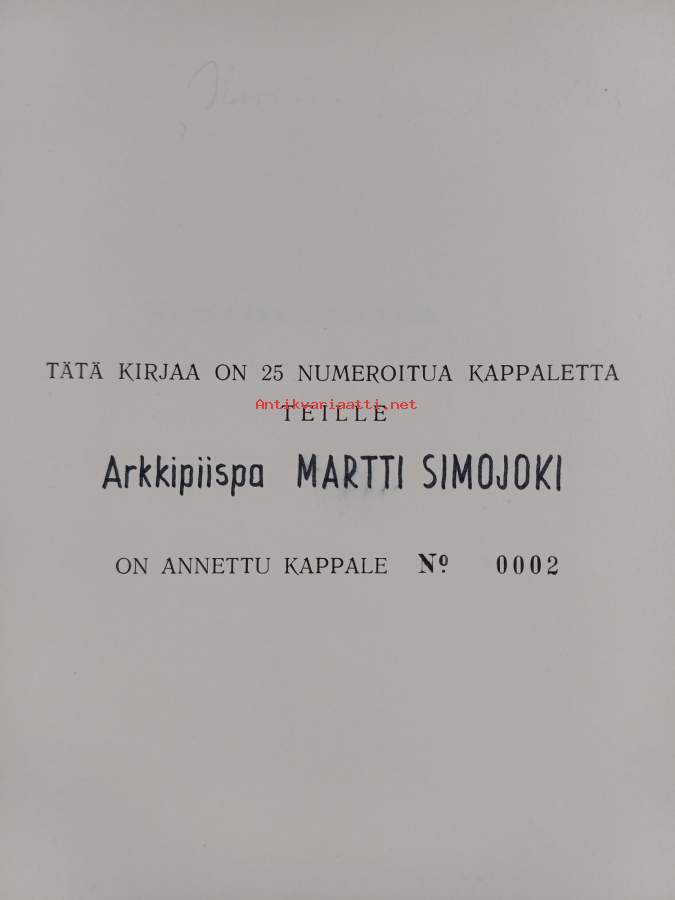 TÄTÄ KIRJAA ON 25 NUMEROITUA KAPPALETTA
Antikvariaatti.net
TEILLE
Arkkipiispa MARTTI SIMOJOKI
ON ANNETTU KAPPALE Nº 0002